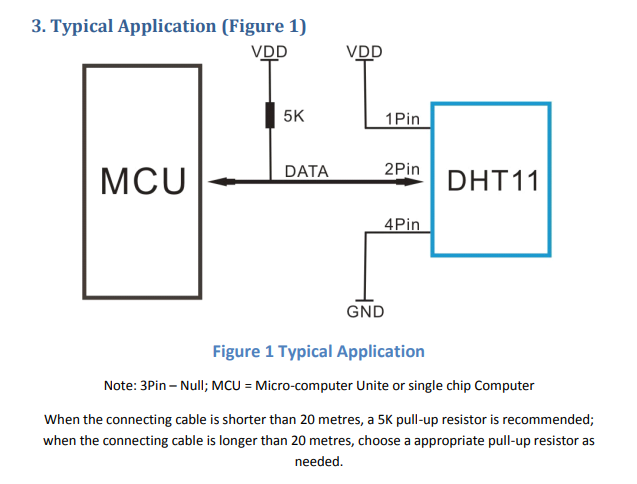 3. Typical Application (Figure 1)
VDD
VDD
5K
1Pin
MCU
DATA
2Pin
DHT11
4Pin
GND
Figure 1 Typical Application
Note: 3Pin – Null; MCU = Micro-computer Unite or single chip Computer
When the connecting cable is shorter than 20 metres, a 5K pull-up resistor is recommended;
when the connecting cable is longer than 20 metres, choose a appropriate pull-up resistor as
needed.